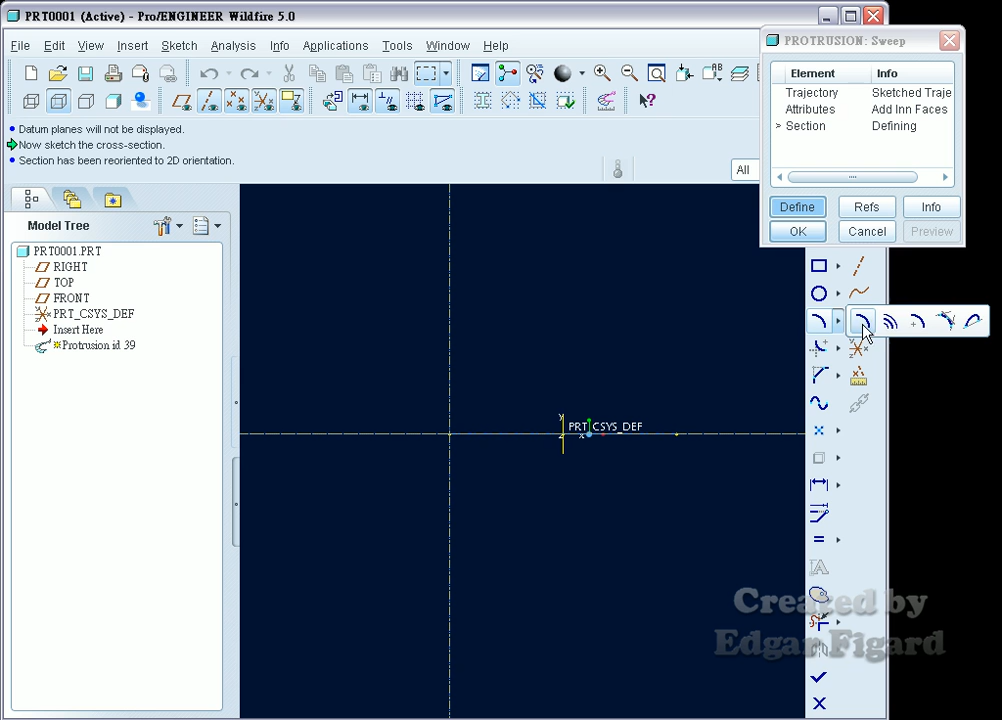 PRT0001 (Active) - Pro/ENGINEER Wildfire 5.0
File Edit View Insert Sketch Analysis Info Applications Tools Window Help
PROTRUSION: Sweep
Element Info
Trajectory Sketched Traje
Attributes Add Inn Faces
> Section Defining
Define Refs Info
OK Cancel Preview
Datum planes will not be displayed.
Now sketch the cross-section.
Section has been reoriented to 2D orientation.
All
Model Tree
PRT0001.PRT
RIGHT
TOP
FRONT
PRT_CSYS_DEF
Insert Here
Protrusion id 39
Y
PRT_CSYS_DEF
Z X
Created by
Edgar Figard